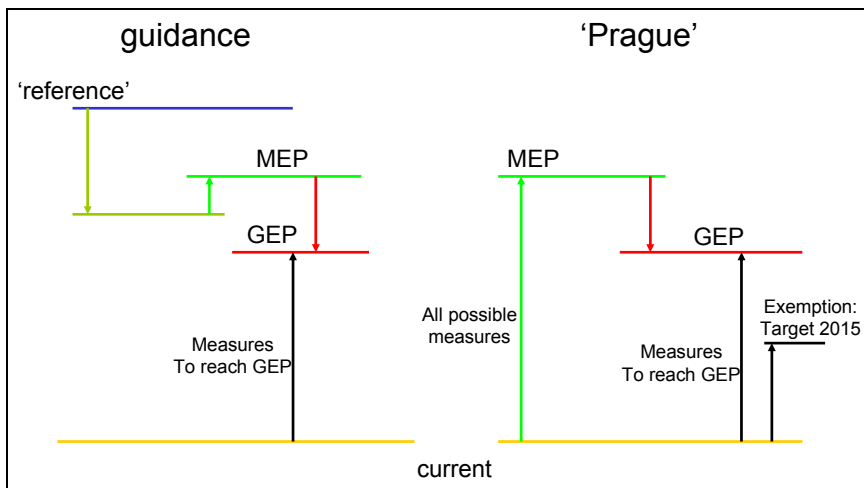 guidance
‘Prague’
‘reference’
MEP
MEP
GEP
GEP
All possible
measures
Exemption:
Target 2015
Measures
To reach GEP
Measures
To reach GEP
current